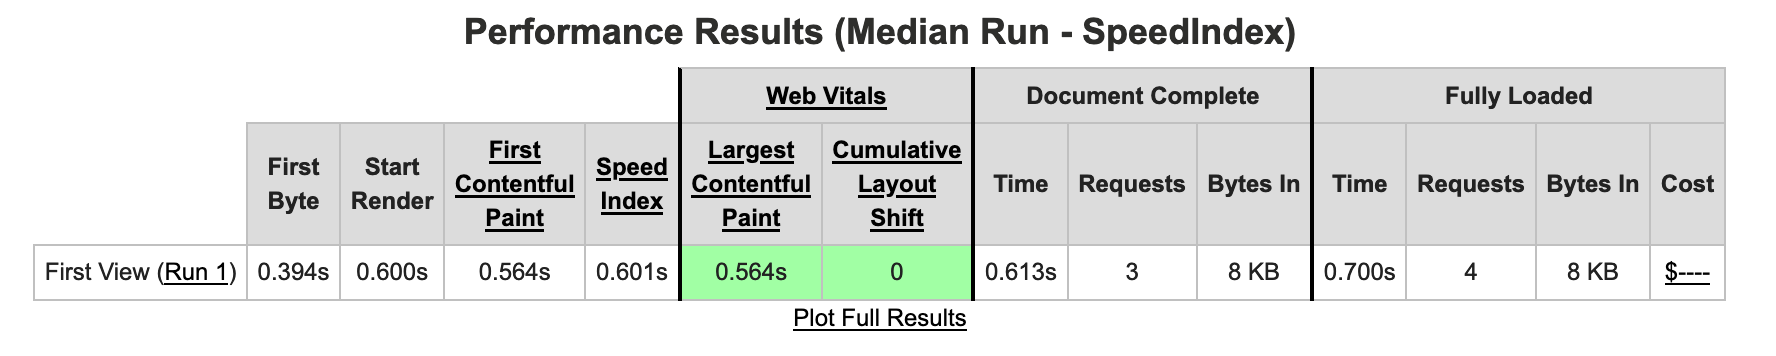 Performance Results (Median Run - SpeedIndex)
Web Vitals Document Complete Fully Loaded
First Byte Start Render First Contentful Paint Speed Index Largest Contentful Paint Cumulative Layout Shift Time Requests Bytes In Time Requests Bytes In Cost
First View (Run 1) 0.394s 0.600s 0.564s 0.601s 0.564s 0 0.613s 3 8 KB 0.700s 4 8 KB $----
Plot Full Results